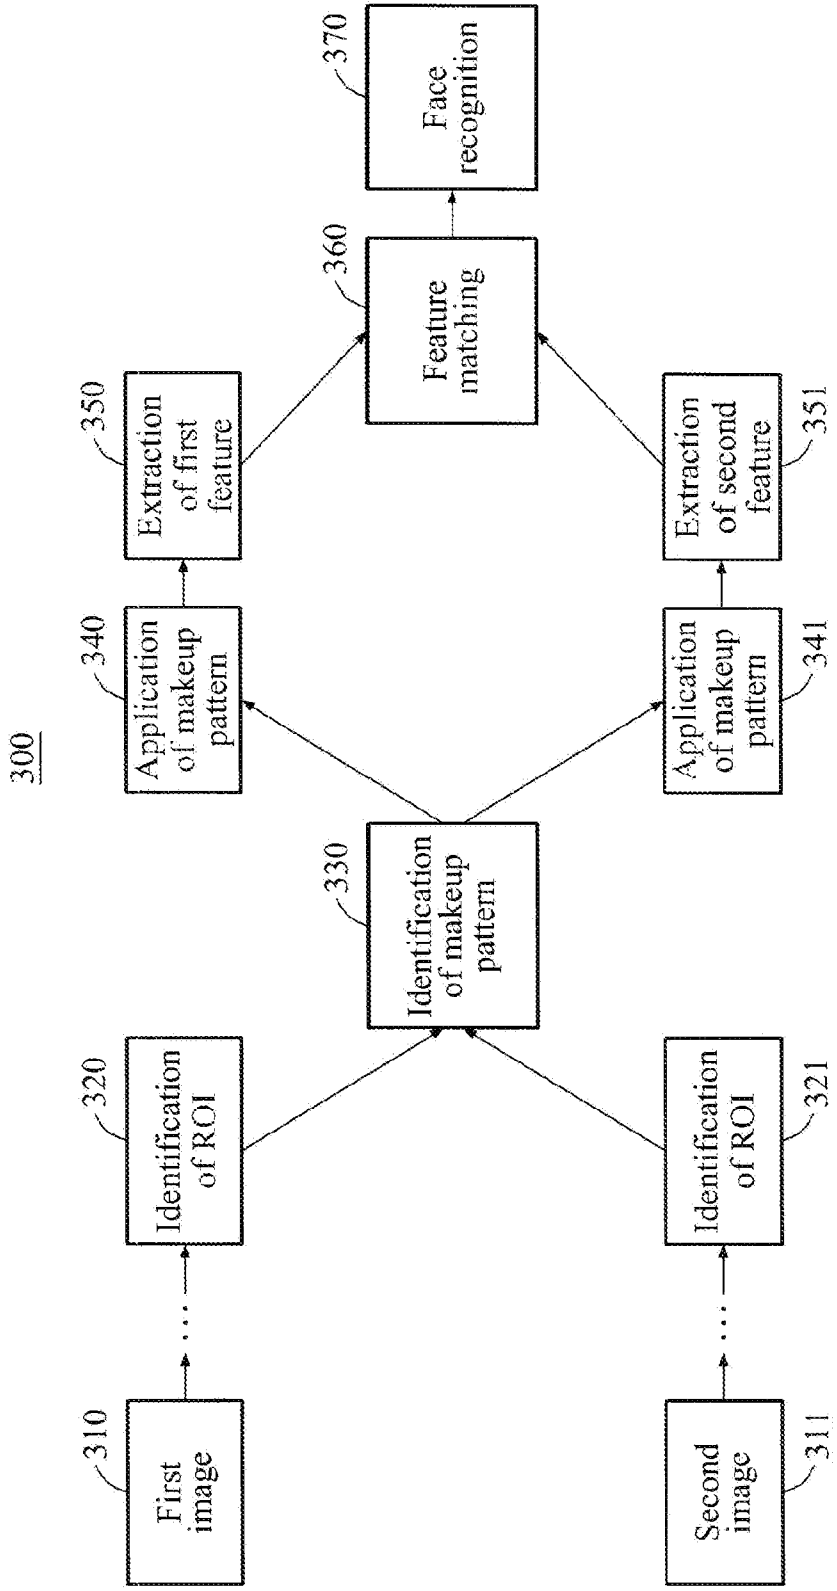 300
310
First
image
320
Identification
of ROI
330
Identification
of makeup
pattern
340
Application
of makeup
pattern
350
Extraction
of first
feature
360
Feature
matching
370
Face
recognition
311
Second
image
321
Identification
of ROI
341
Application
of makeup
pattern
351
Extraction
of second
feature